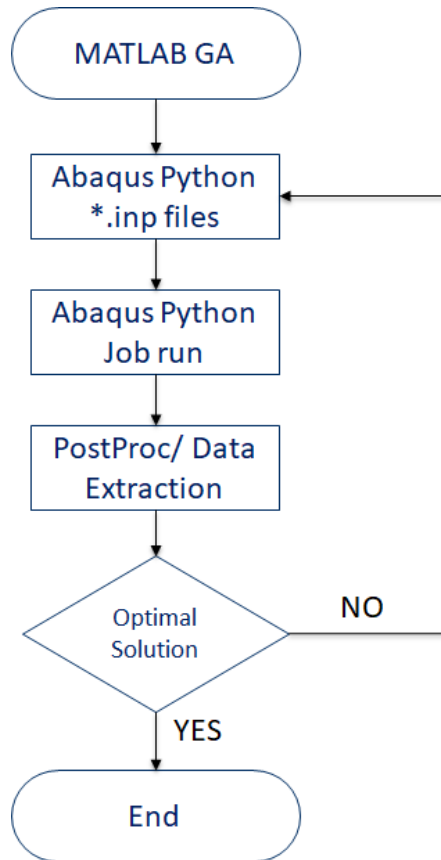 MATLAB GA
Abaqus Python
*.inp files
Abaqus Python
Job run
PostProc/ Data
Extraction
Optimal
Solution
NO
YES
End